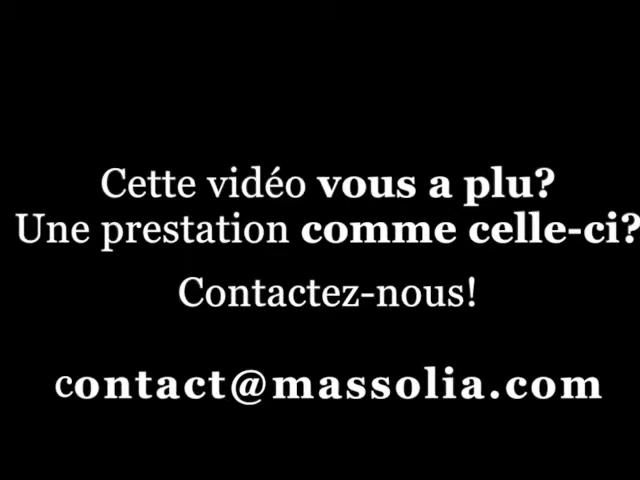 Cette vidéo vous a plu?
Une prestation comme celle-ci?
Contactez-nous!
contact@massolia.com